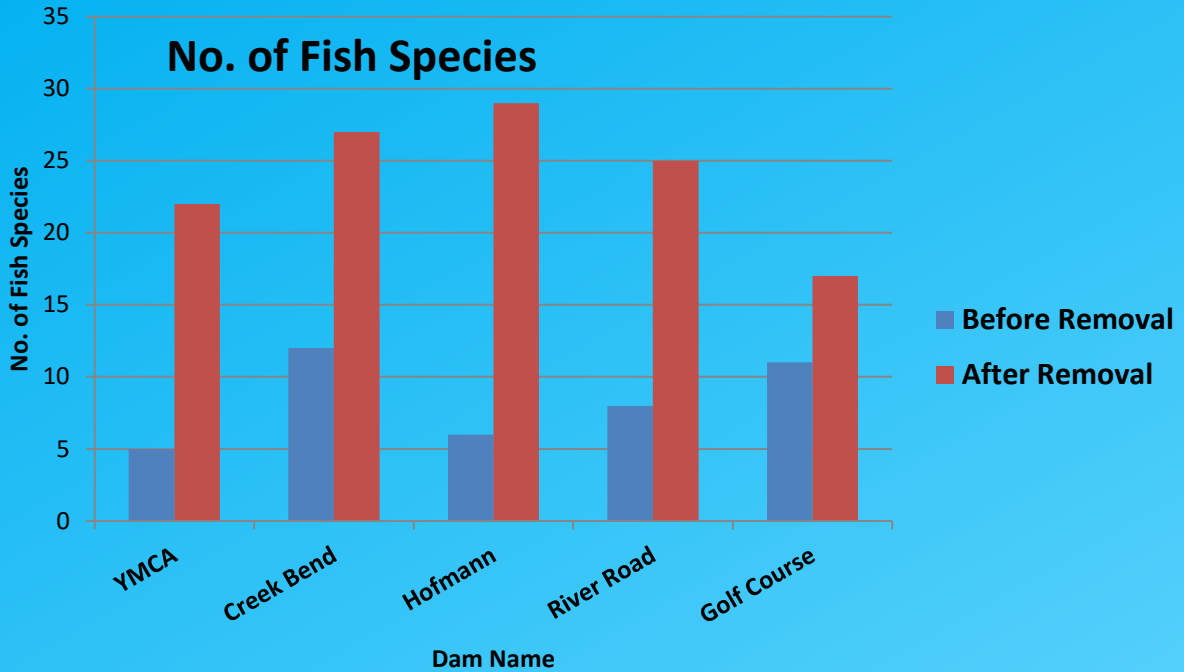 No. of Fish Species
No. of Fish Species
35
30
25
20
15
10
5
0
YMCA
Creek Bend
Hofmann
River Road
Golf Course
Dam Name
Before Removal
After Removal